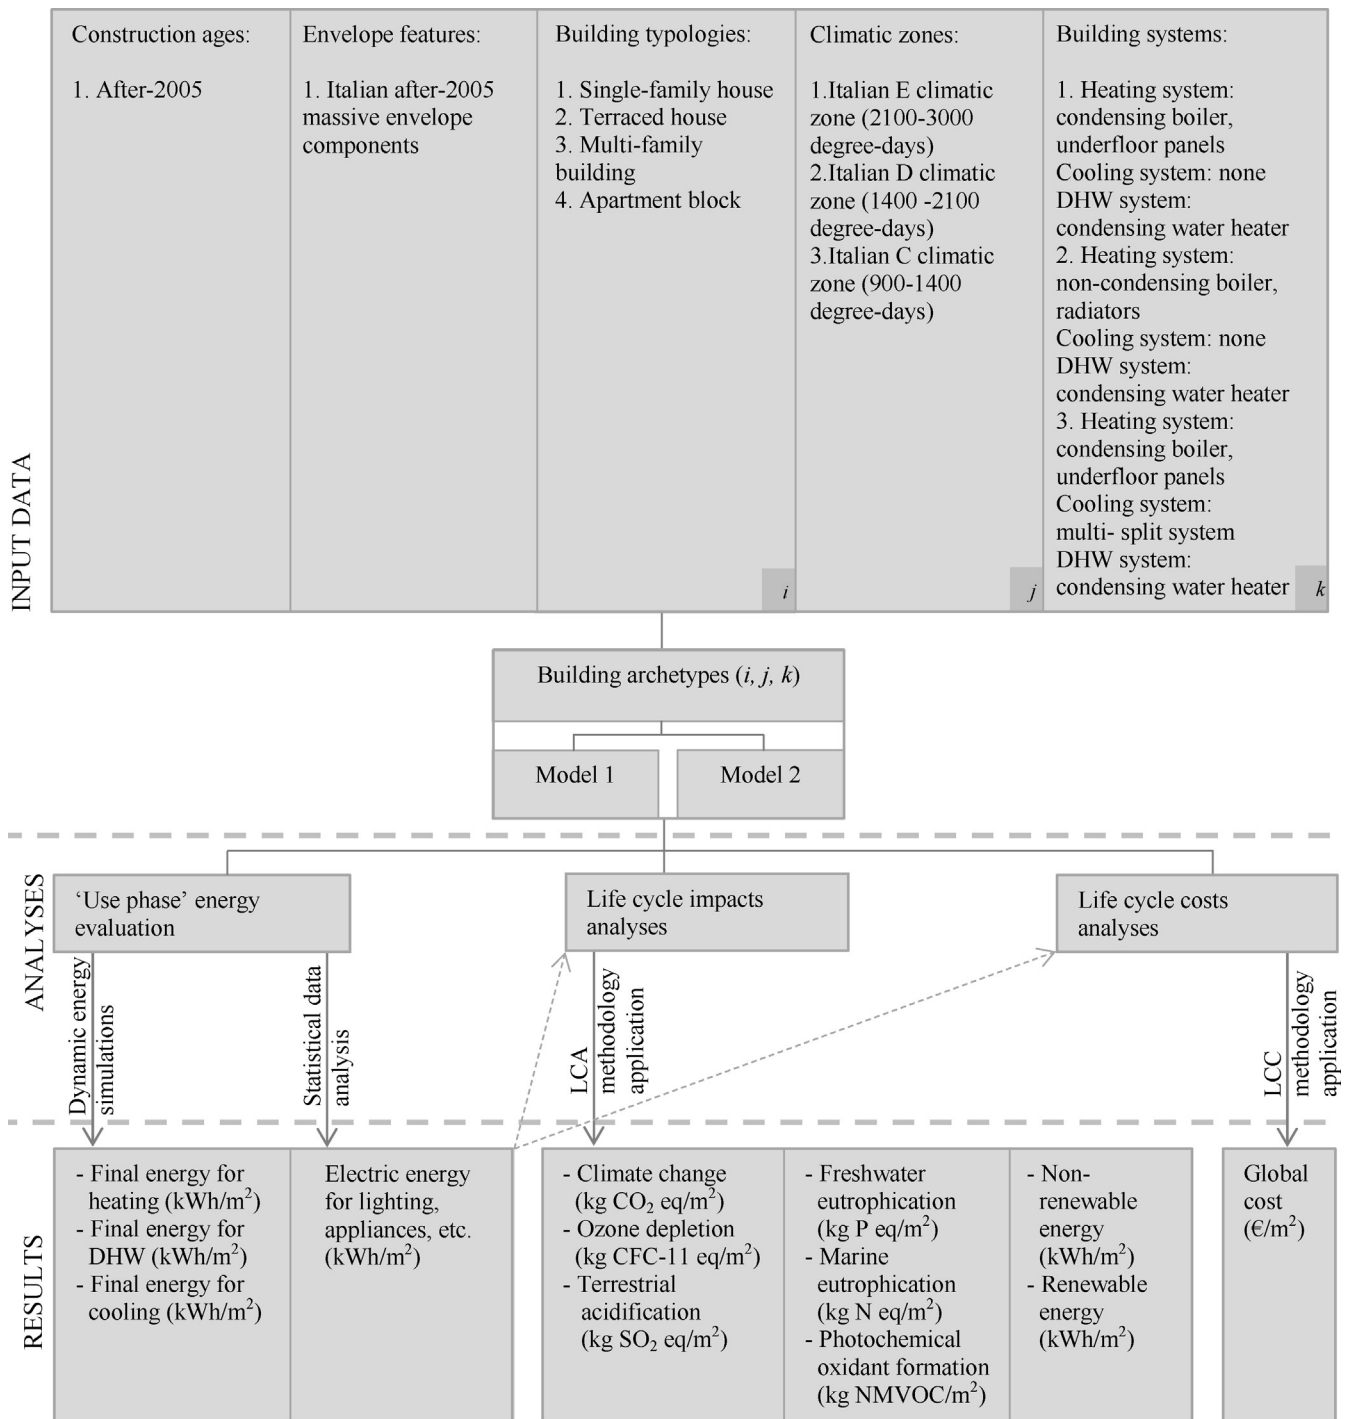 INPUT DATA
Construction ages:
1. After-2005
Envelope features:
1. Italian after-2005
massive envelope
components
Building typologies:
1. Single-family house
2. Terraced house
3. Multi-family
building
4. Apartment block
i
Climatic zones:
1.Italian E climatic
zone (2100-3000
degree-days)
2.Italian D climatic
zone (1400 -2100
degree-days)
3.Italian C climatic
zone (900-1400
degree-days)
j
Building systems:
1. Heating system:
condensing boiler,
underfloor panels
Cooling system: none
DHW system:
condensing water heater
2. Heating system:
non-condensing boiler,
radiators
Cooling system: none
DHW system:
condensing water heater
3. Heating system:
condensing boiler,
underfloor panels
Cooling system:
multi- split system
DHW system:
condensing water heater
k
Building archetypes (i, j, k)
Model 1
Model 2
ANALYSES
‘Use phase’ energy
evaluation
Life cycle impacts
analyses
Life cycle costs
analyses
Dynamic energy
simulations
Statistical data
analysis
LCA
methodology
application
LCC
methodology
application
RESULTS
- Final energy for
heating (kWh/m²)
- Final energy for
DHW (kWh/m²)
- Final energy for
cooling (kWh/m²)
Electric energy
for lighting,
appliances, etc.
(kWh/m²)
- Climate change
(kg CO₂ eq/m²)
- Ozone depletion
(kg CFC-11 eq/m²)
- Terrestrial
acidification
(kg SO₂ eq/m²)
- Freshwater
eutrophication
(kg P eq/m²)
- Marine
eutrophication
(kg N eq/m²)
- Photochemical
oxidant formation
(kg NMVOC/m²)
- Non-
renewable
energy
(kWh/m²)
- Renewable
energy
(kWh/m²)
Global
cost
(€/m²)